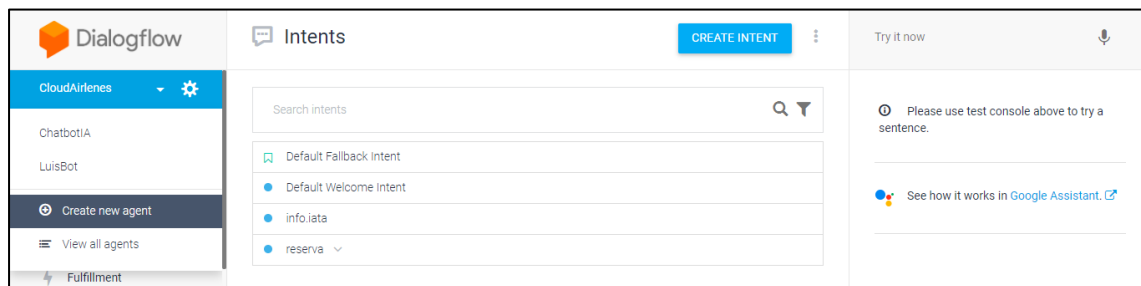 Dialogflow
CloudAirlenes
ChatbotIA
LuisBot
Create new agent
View all agents
Fulfillment
Intents
CREATE INTENT
Search intents
Default Fallback Intent
Default Welcome Intent
info.iata
reserva
Try it now
Please use test console above to try a
sentence.
See how it works in Google Assistant.